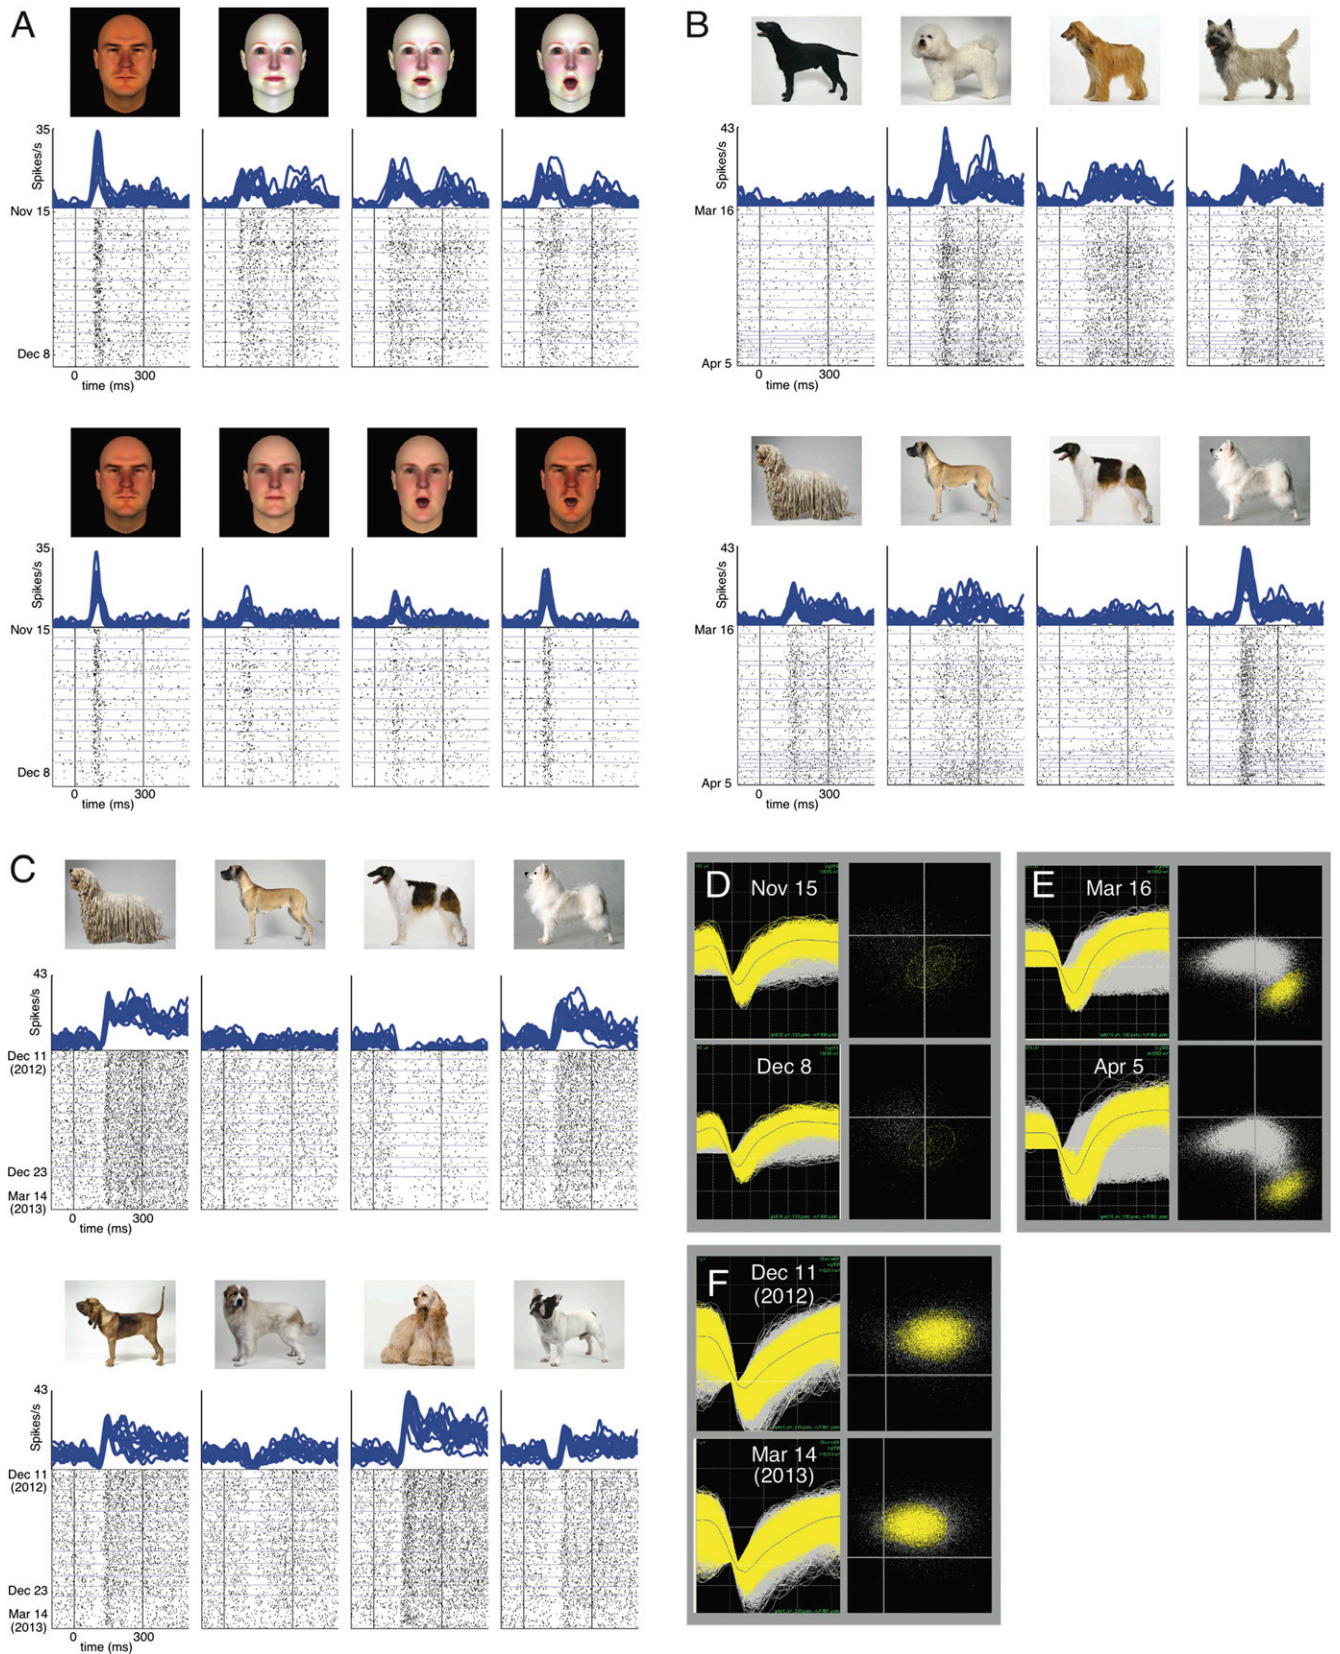 A
B
35
Spikes/s
Nov 15
Dec 8
0 300
time (ms)
43
Spikes/s
Mar 16
Apr 5
0 300
time (ms)
35
Spikes/s
Nov 15
Dec 8
0 300
time (ms)
43
Spikes/s
Mar 16
Apr 5
0 300
time (ms)
C
43
Spikes/s
Dec 11
(2012)
Dec 23
Mar 14
(2013)
0 300
time (ms)
43
Spikes/s
Dec 11
(2012)
Dec 23
Mar 14
(2013)
0 300
time (ms)
D Nov 15
Dec 8
E Mar 16
Apr 5
F Dec 11
(2012)
Mar 14
(2013)